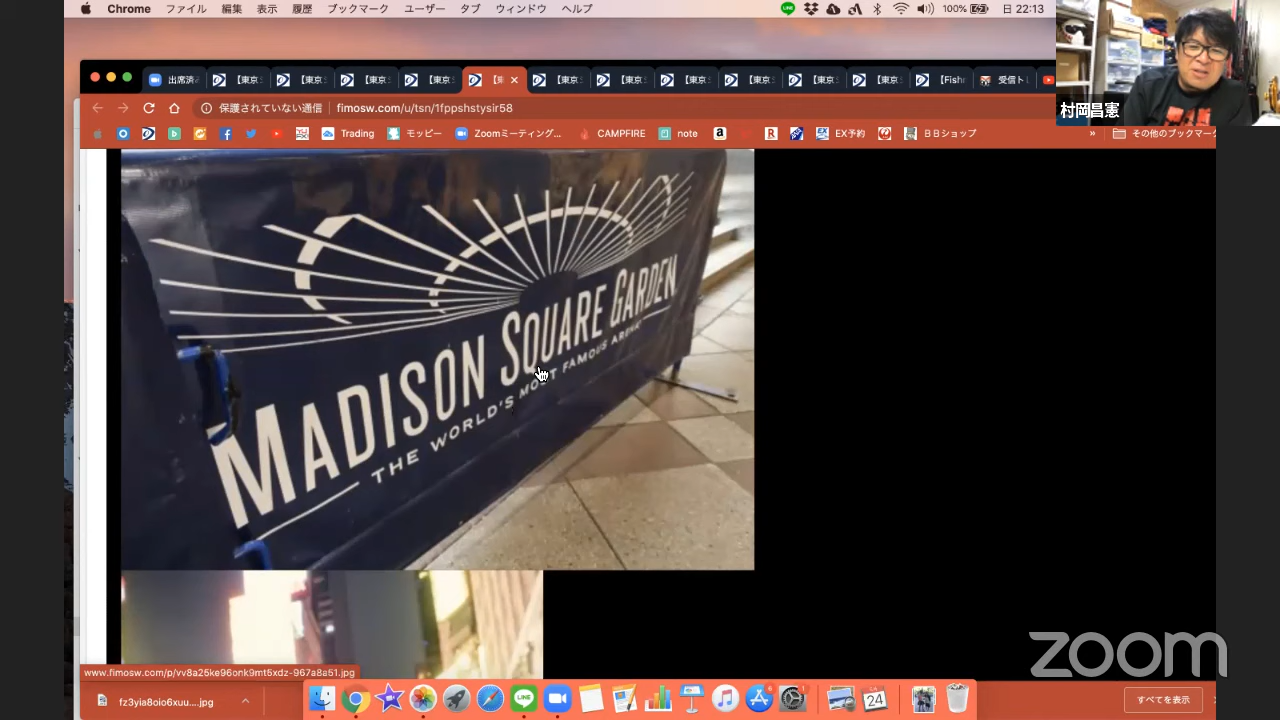 Chrome ファイル 編集 表示 履歴 ブックマーク ユーザー タブ ウィンドウ ヘルプ
LINE
100%
日 22:13
出席済
【東京
【東京
【東京
【東京
【東
【東京
【東京
【東京
【東京
【東京
【東京
【Fish
受信ト
村岡昌憲
保護されていない通信 | fimosw.com/u/tsn/1fppshstysir58
Trading
モッピー
Zoomミーティング...
CAMPFIRE
note
EX予約
BBショップ
»
その他のブックマーク
MADISON SQUARE GARDEN
THE WORLD'S MOST FAMOUS ARENA
zoom
www.fimosw.com/p/vv8a25ke96onk9mt5xdz-967a8a51.jpg
fz3yia8oio6xuu....jpg
LINE
24
すべてを表示